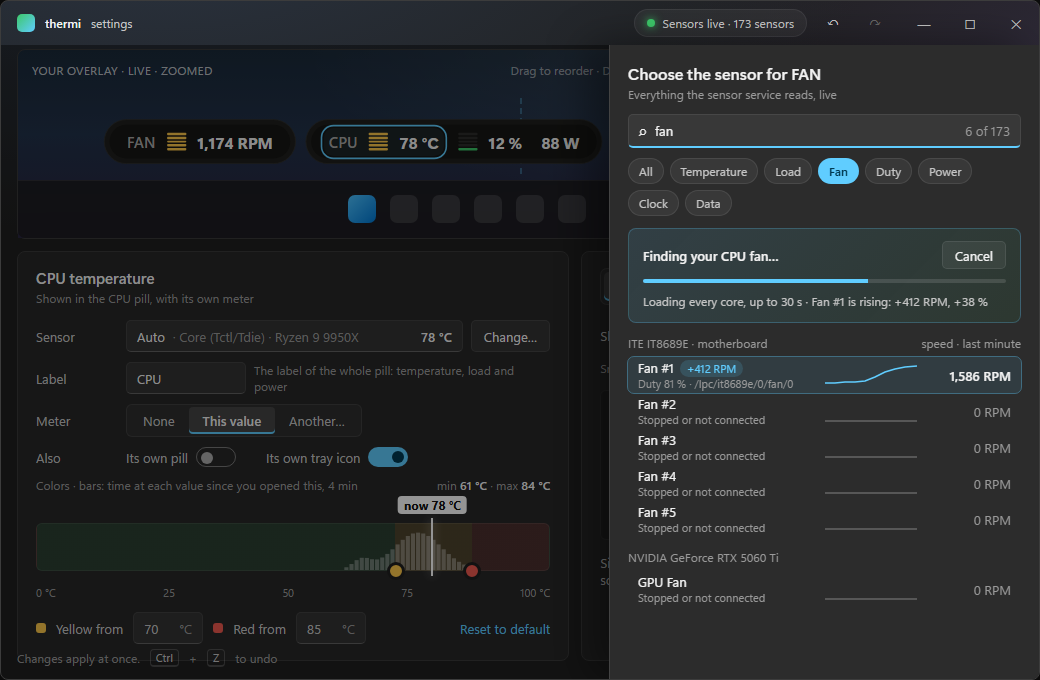 thermi settings
Sensors live · 173 sensors
YOUR OVERLAY · LIVE · ZOOMED
Drag to reorder · D
FAN 1,174 RPM
CPU 78 °C 12 % 88 W
CPU temperature
Shown in the CPU pill, with its own meter
Sensor
Auto · Core (Tctl/Tdie) · Ryzen 9 9950X 78 °C
Change...
Label
CPU
The label of the whole pill: temperature, load and
power
Meter
None This value Another...
Also
Its own pill
Its own tray icon
Colors · bars: time at each value since you opened this, 4 min
min 61 °C · max 84 °C
now 78 °C
0 °C 25 50 75 100 °C
Yellow from 70 °C
Red from 85 °C
Reset to default
Changes apply at once. Ctrl + Z to undo
Choose the sensor for FAN
Everything the sensor service reads, live
fan
6 of 173
All Temperature Load Fan Duty Power
Clock Data
Finding your CPU fan...
Cancel
Loading every core, up to 30 s · Fan #1 is rising: +412 RPM, +38 %
ITE IT8689E · motherboard
speed · last minute
Fan #1 +412 RPM
Duty 81 % · /lpc/it8689e/0/fan/0
1,586 RPM
Fan #2
Stopped or not connected
0 RPM
Fan #3
Stopped or not connected
0 RPM
Fan #4
Stopped or not connected
0 RPM
Fan #5
Stopped or not connected
0 RPM
NVIDIA GeForce RTX 5060 Ti
GPU Fan
Stopped or not connected
0 RPM